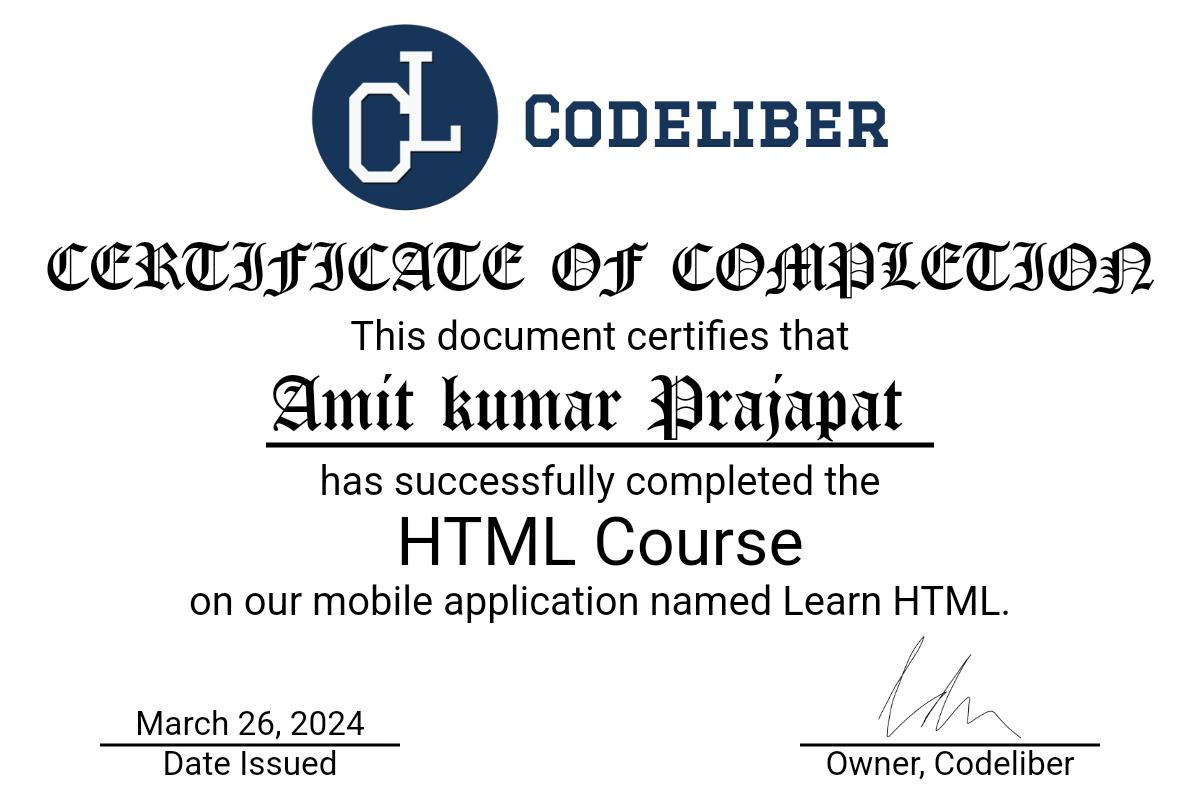 CL CODELIBER
CERTIFICATE OF COMPLETION
This document certifies that
Amit kumar Prajapat
has successfully completed the
HTML Course
on our mobile application named Learn HTML.
March 26, 2024
Date Issued
Owner, Codeliber